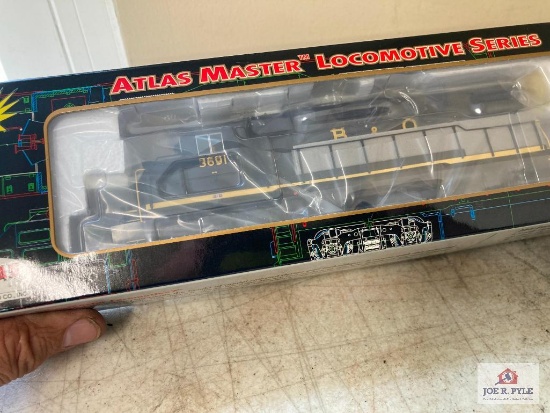 ATLAS MASTER™ LOCOMOTIVE SERIES
B & O
3691
JOE R. PYLE